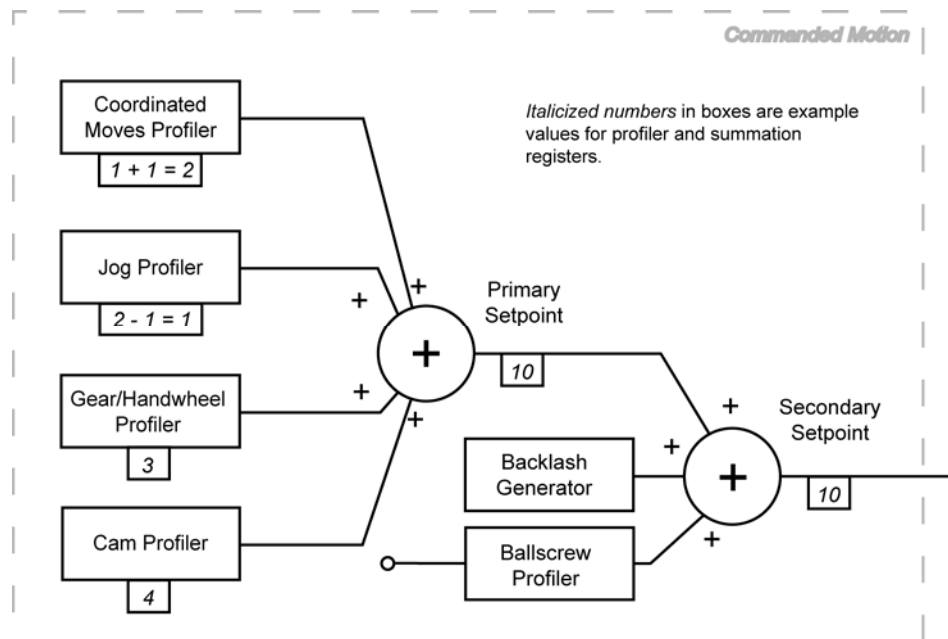 Commanded Motion
Coordinated
Moves Profiler
1 + 1 = 2
Italicized numbers in boxes are example
values for profiler and summation
registers.
Jog Profiler
2 - 1 = 1
+
+
Primary
Setpoint
+
10
Gear/Handwheel
Profiler
3
+
+
+
Secondary
Setpoint
Backlash
Generator
+
+
10
Cam Profiler
4
Ballscrew
Profiler
+